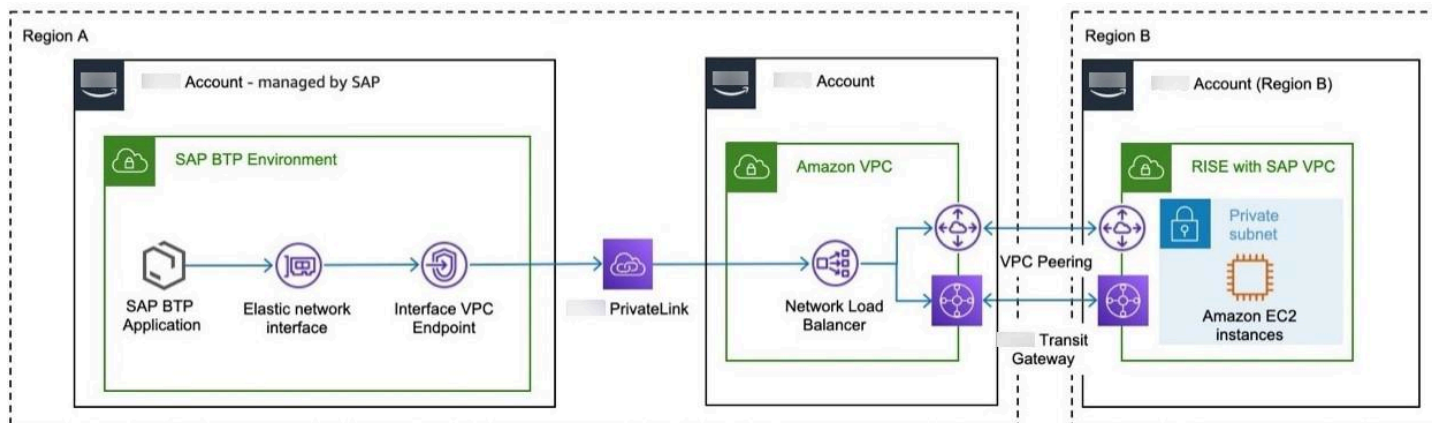 Region A
Region B
Account - managed by SAP
Account
Account (Region B)
SAP BTP Environment
Amazon VPC
RISE with SAP VPC
Private
subnet
VPC Peering
SAP BTP
Application
Elastic network
interface
Interface VPC
Endpoint
PrivateLink
Network Load
Balancer
Amazon EC2
instances
Transit
Gateway